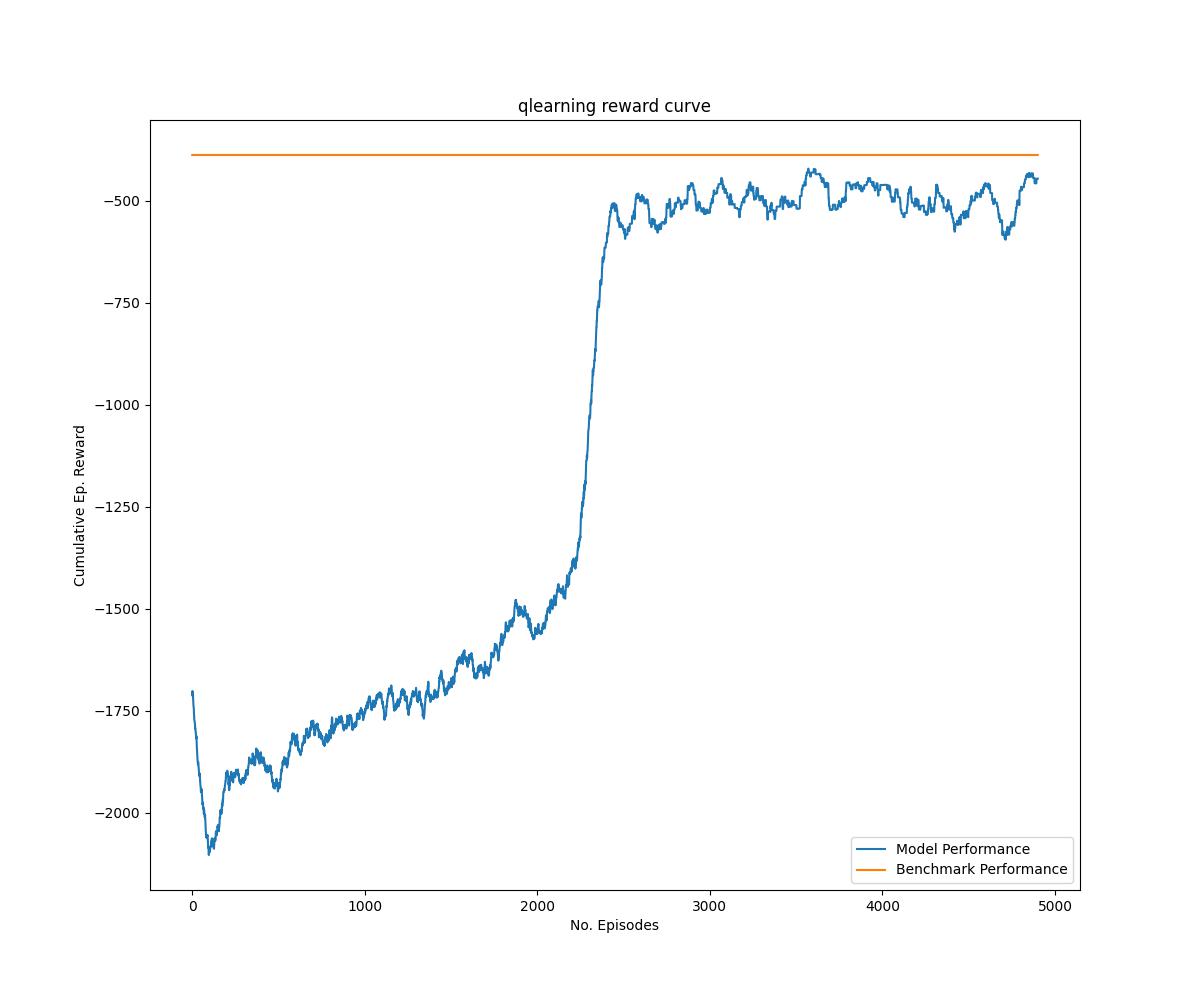 qlearning reward curve
Cumulative Ep. Reward
−500
−750
−1000
−1250
−1500
−1750
−2000
Model Performance
Benchmark Performance
0 1000 2000 3000 4000 5000
No. Episodes